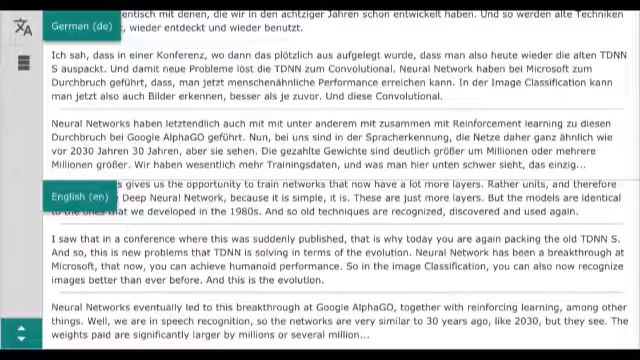 German (de)
entisch mit denen, die wir in den achtziger Jahren schon entwickelt haben. Und so werden alte Techniken
, wieder entdeckt und wieder benutzt.
Ich sah, dass in einer Konferenz, wo dann das plötzlich aus aufgelegt wurde, dass man also heute wieder die alten TDNN
S auspackt. Und damit neue Probleme löst die TDNN zum Convolutional. Neural Network haben bei Microsoft zum
Durchbruch geführt, dass, man jetzt menschenähnliche Performance erreichen kann. In der Image Classification kann
man jetzt also auch Bilder erkennen, besser als je zuvor. Und diese Convolutional.
Neural Networks haben letztendlich auch mit mit unter anderem mit zusammen mit Reinforcement learning zu diesen
Durchbruch bei Google AlphaGO geführt. Nun, bei uns sind in der Spracherkennung, die Netze daher ganz ähnlich wie
vor 2030 Jahren 30 Jahren, aber sie sehen. Die gezahlte Gewichte sind deutlich größer um Millionen oder mehrere
Millionen größer. Wir haben wesentlich mehr Trainingsdaten, und was man hier unten schwer sieht, das einzig...
English (en)
s gives us the opportunity to train networks that now have a lot more layers. Rather units, and therefore
Deep Neural Network, because it is simple, it is. These are just more layers. But the models are identical
to the ones that we developed in the 1980s. And so old techniques are recognized, discovered and used again.
I saw that in a conference where this was suddenly published, that is why today you are again packing the old TDNN S.
And so, this is new problems that TDNN is solving in terms of the evolution. Neural Network has been a breakthrough at
Microsoft, that now, you can achieve humanoid performance. So in the image Classification, you can also now recognize
images better than ever before. And this is the evolution.
Neural Networks eventually led to this breakthrough at Google AlphaGO, together with reinforcing learning, among other
things. Well, we are in speech recognition, so the networks are very similar to 30 years ago, like 2030, but they see. The
weights paid are significantly larger by millions or several million...